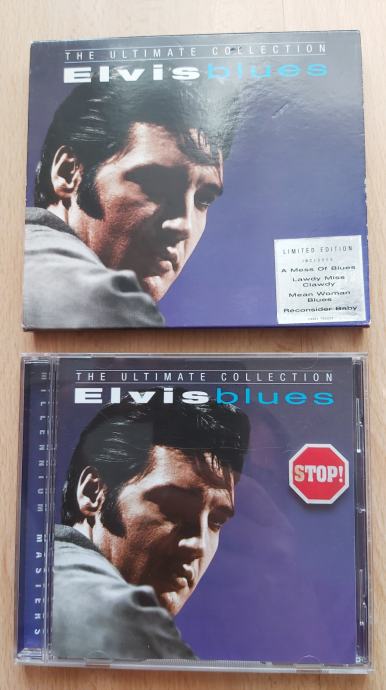 THE ULTIMATE COLLECTION
Elvisblues
LIMITED EDITION
INCLUDES
A Mess Of Blues
Lawdy Miss
Clawdy
Mean Woman
Blues
Reconsider Baby
THE ULTIMATE COLLECTION
Elvisblues
STOP!
MILLENNIUM MASTERS